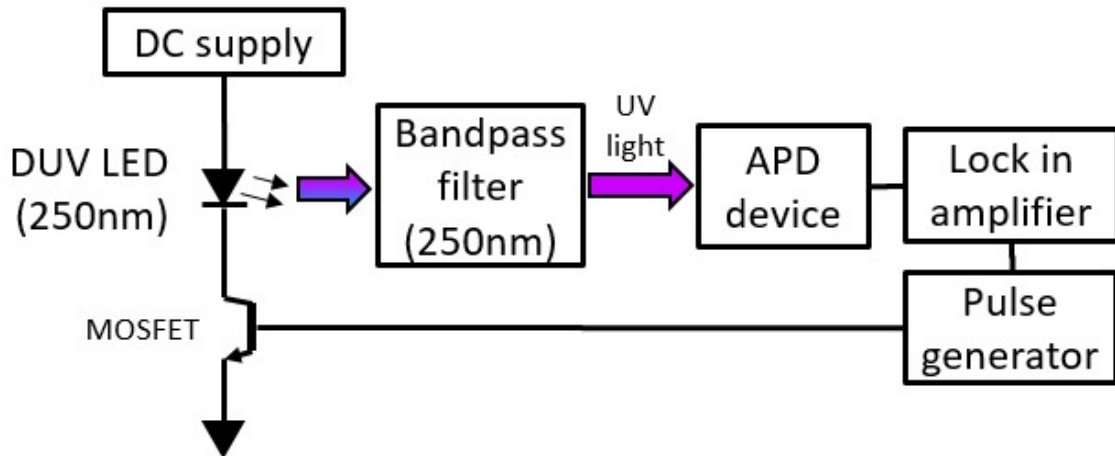 DC supply
DUV LED
(250nm)
Bandpass
filter
(250nm)
UV
light
APD
device
Lock in
amplifier
MOSFET
Pulse
generator